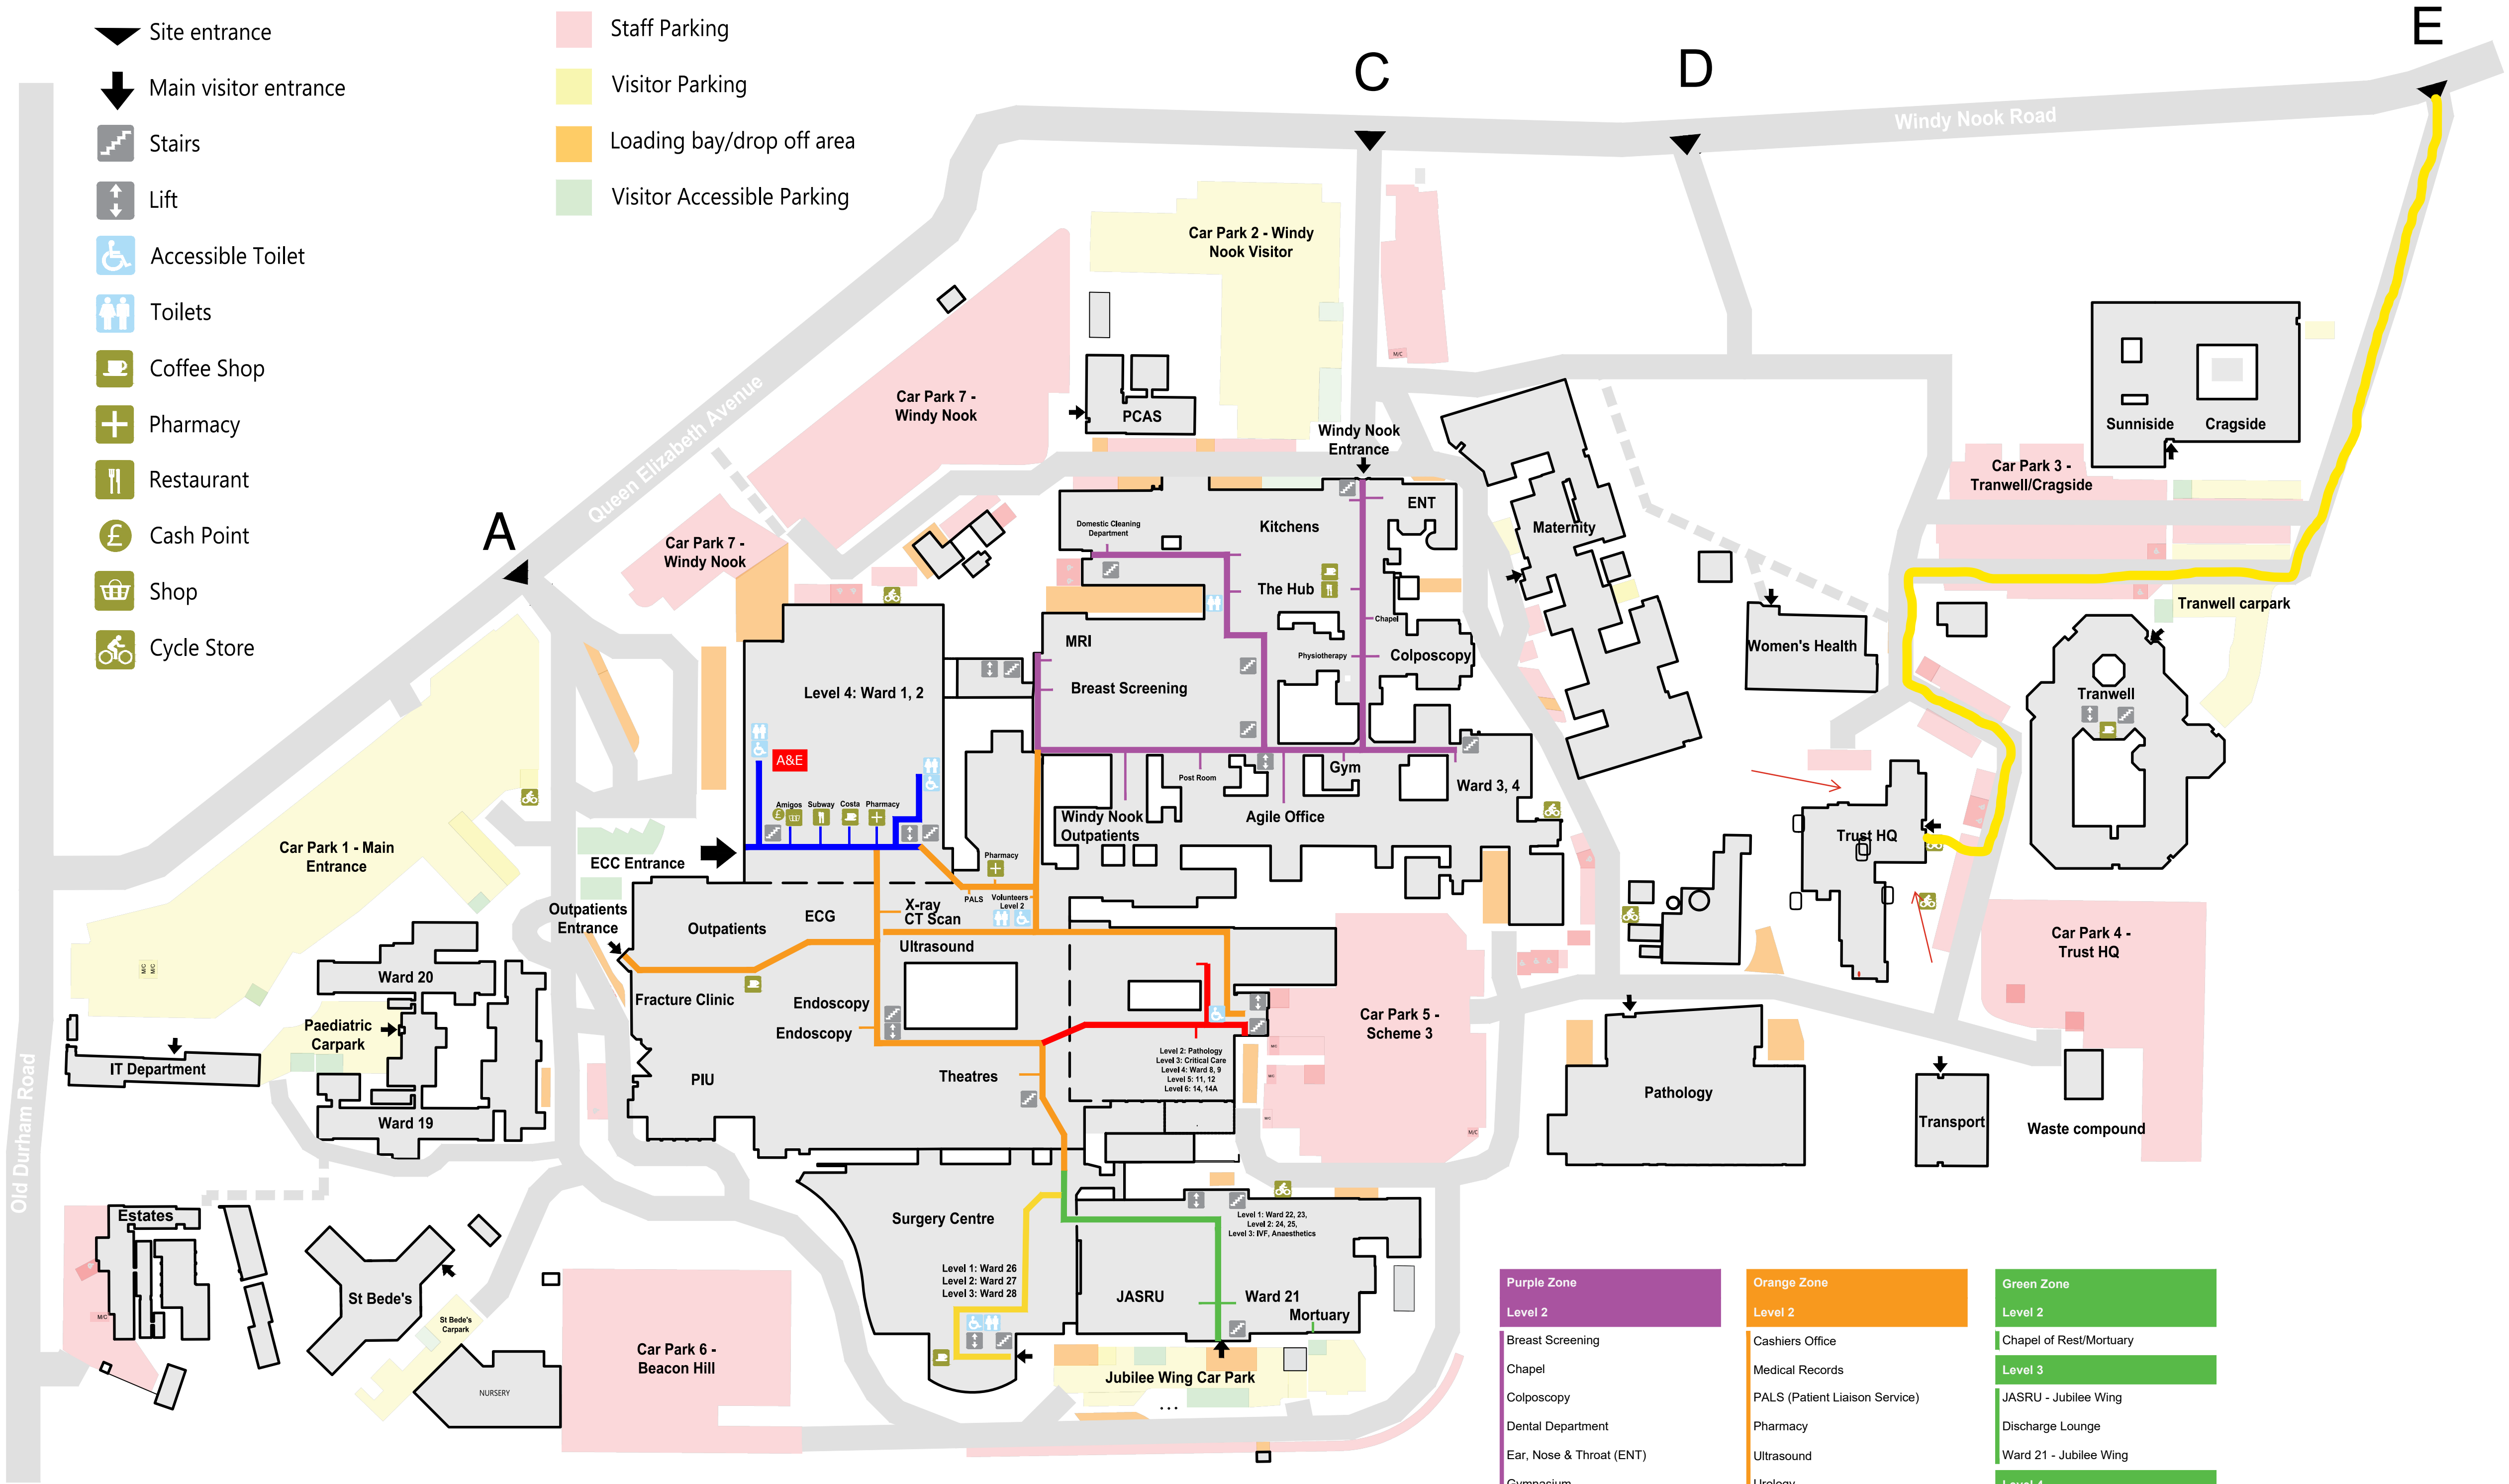 Site entrance
Main visitor entrance
Stairs
Lift
Accessible Toilet
Toilets
Coffee Shop
Pharmacy
Restaurant
Cash Point
Shop
Cycle Store
Staff Parking
Visitor Parking
Loading bay/drop off area
Visitor Accessible Parking
A
C
D
E
Windy Nook Road
Queen Elizabeth Avenue
Old Durham Road
Car Park 2 - Windy
Nook Visitor
M/C
Car Park 7 -
Windy Nook
PCAS
Windy Nook
Entrance
Car Park 7 -
Windy Nook
Domestic Cleaning
Department
Kitchens
ENT
The Hub
Chapel
Physiotherapy
Colposcopy
Maternity
Sunniside
Cragside
Car Park 3 -
Tranwell/Cragside
Tranwell carpark
Women's Health
Tranwell
MRI
Breast Screening
Level 4: Ward 1, 2
A&E
Amigos
Subway
Costa
Pharmacy
Post Room
Gym
Ward 3, 4
Windy Nook
Outpatients
Agile Office
Trust HQ
Car Park 1 - Main
Entrance
M/C
M/C
ECC Entrance
Pharmacy
PALS
Volunteers
Level 2
X-ray
CT Scan
ECG
Outpatients
Entrance
Outpatients
Ultrasound
Fracture Clinic
Endoscopy
Endoscopy
Car Park 4 -
Trust HQ
Car Park 5 -
Scheme 3
M/C
M/C
M/C
M/C
Ward 20
Paediatric
Carpark
IT Department
Ward 19
PIU
Theatres
Level 2: Pathology
Level 3: Critical Care
Level 4: Ward 8, 9
Level 5: 11, 12
Level 6: 14, 14A
Pathology
Transport
Waste compound
Estates
M/C
St Bede's
St Bede's
Carpark
NURSERY
Car Park 6 -
Beacon Hill
Surgery Centre
Level 1: Ward 26
Level 2: Ward 27
Level 3: Ward 28
Level 1: Ward 22, 23,
Level 2: 24, 25,
Level 3: IVF, Anaesthetics
JASRU
Ward 21
Mortuary
Jubilee Wing Car Park
...
Purple Zone
Level 2
Breast Screening
Chapel
Colposcopy
Dental Department
Ear, Nose & Throat (ENT)
Gymnasium
Orange Zone
Level 2
Cashiers Office
Medical Records
PALS (Patient Liaison Service)
Pharmacy
Ultrasound
Urology
Green Zone
Level 2
Chapel of Rest/Mortuary
Level 3
JASRU - Jubilee Wing
Discharge Lounge
Ward 21 - Jubilee Wing
Level 4